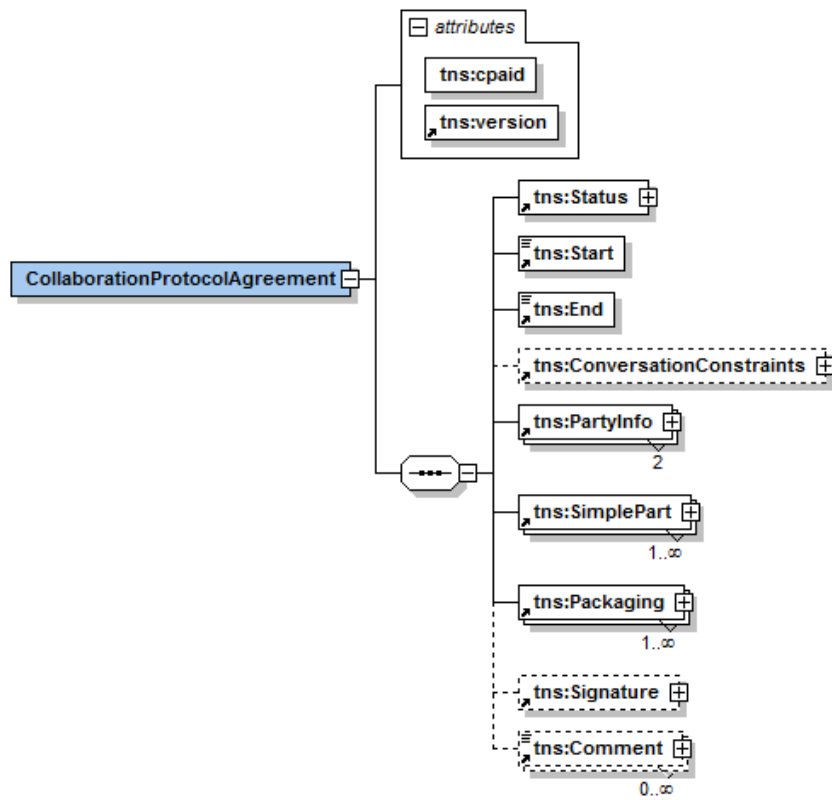 attributes
tns:cpaid
tns:version
CollaborationProtocolAgreement
tns:Status
tns:Start
tns:End
tns:ConversationConstraints
tns:PartyInfo
2
tns:SimplePart
1..∞
tns:Packaging
1..∞
tns:Signature
tns:Comment
0..∞